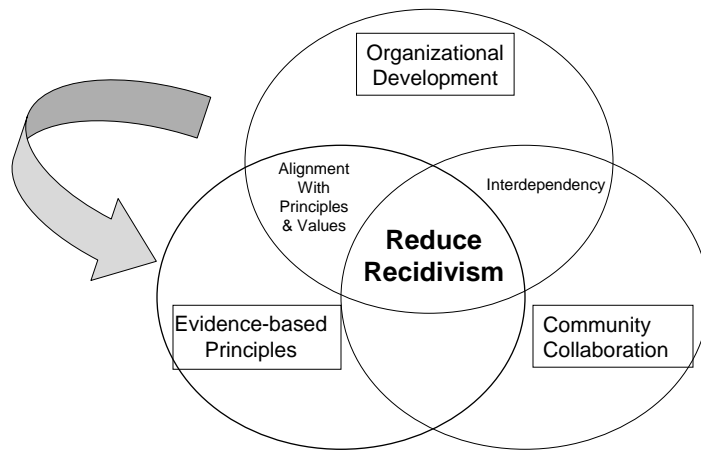 Organizational
Development
Alignment
With
Principles
& Values
Interdependency
Reduce
Recidivism
Evidence-based
Principles
Community
Collaboration